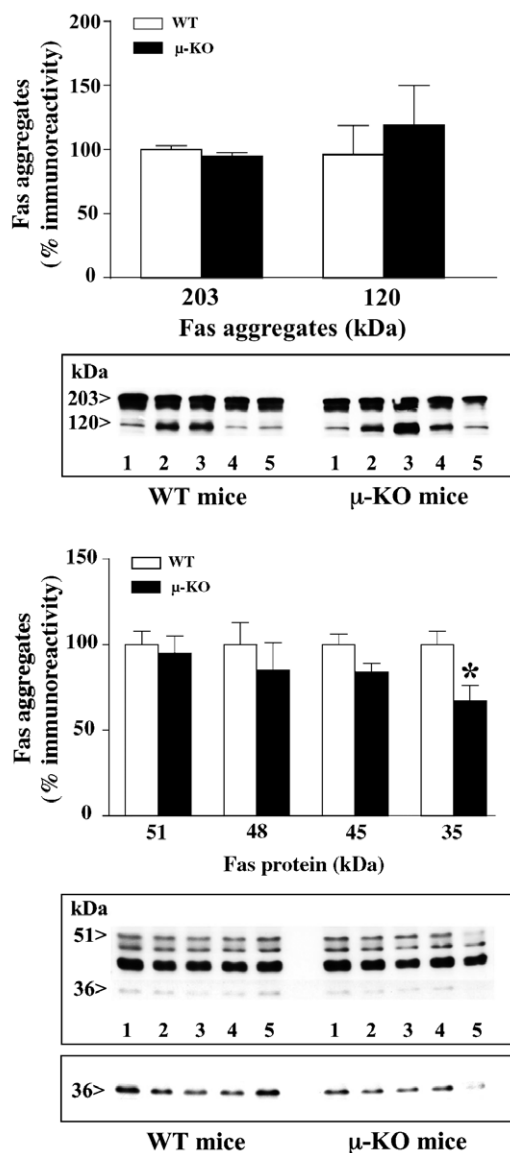 200
WT
μ-KO
150
100
50
0
Fas aggregates
(% immunoreactivity)
203 120
Fas aggregates (kDa)
kDa
203>
120>
1 2 3 4 5 1 2 3 4 5
WT mice μ-KO mice
150
WT
μ-KO
100
50
0
Fas aggregates
(% immunoreactivity)
*
51 48 45 35
Fas protein (kDa)
kDa
51>
36>
1 2 3 4 5 1 2 3 4 5
36>
WT mice μ-KO mice